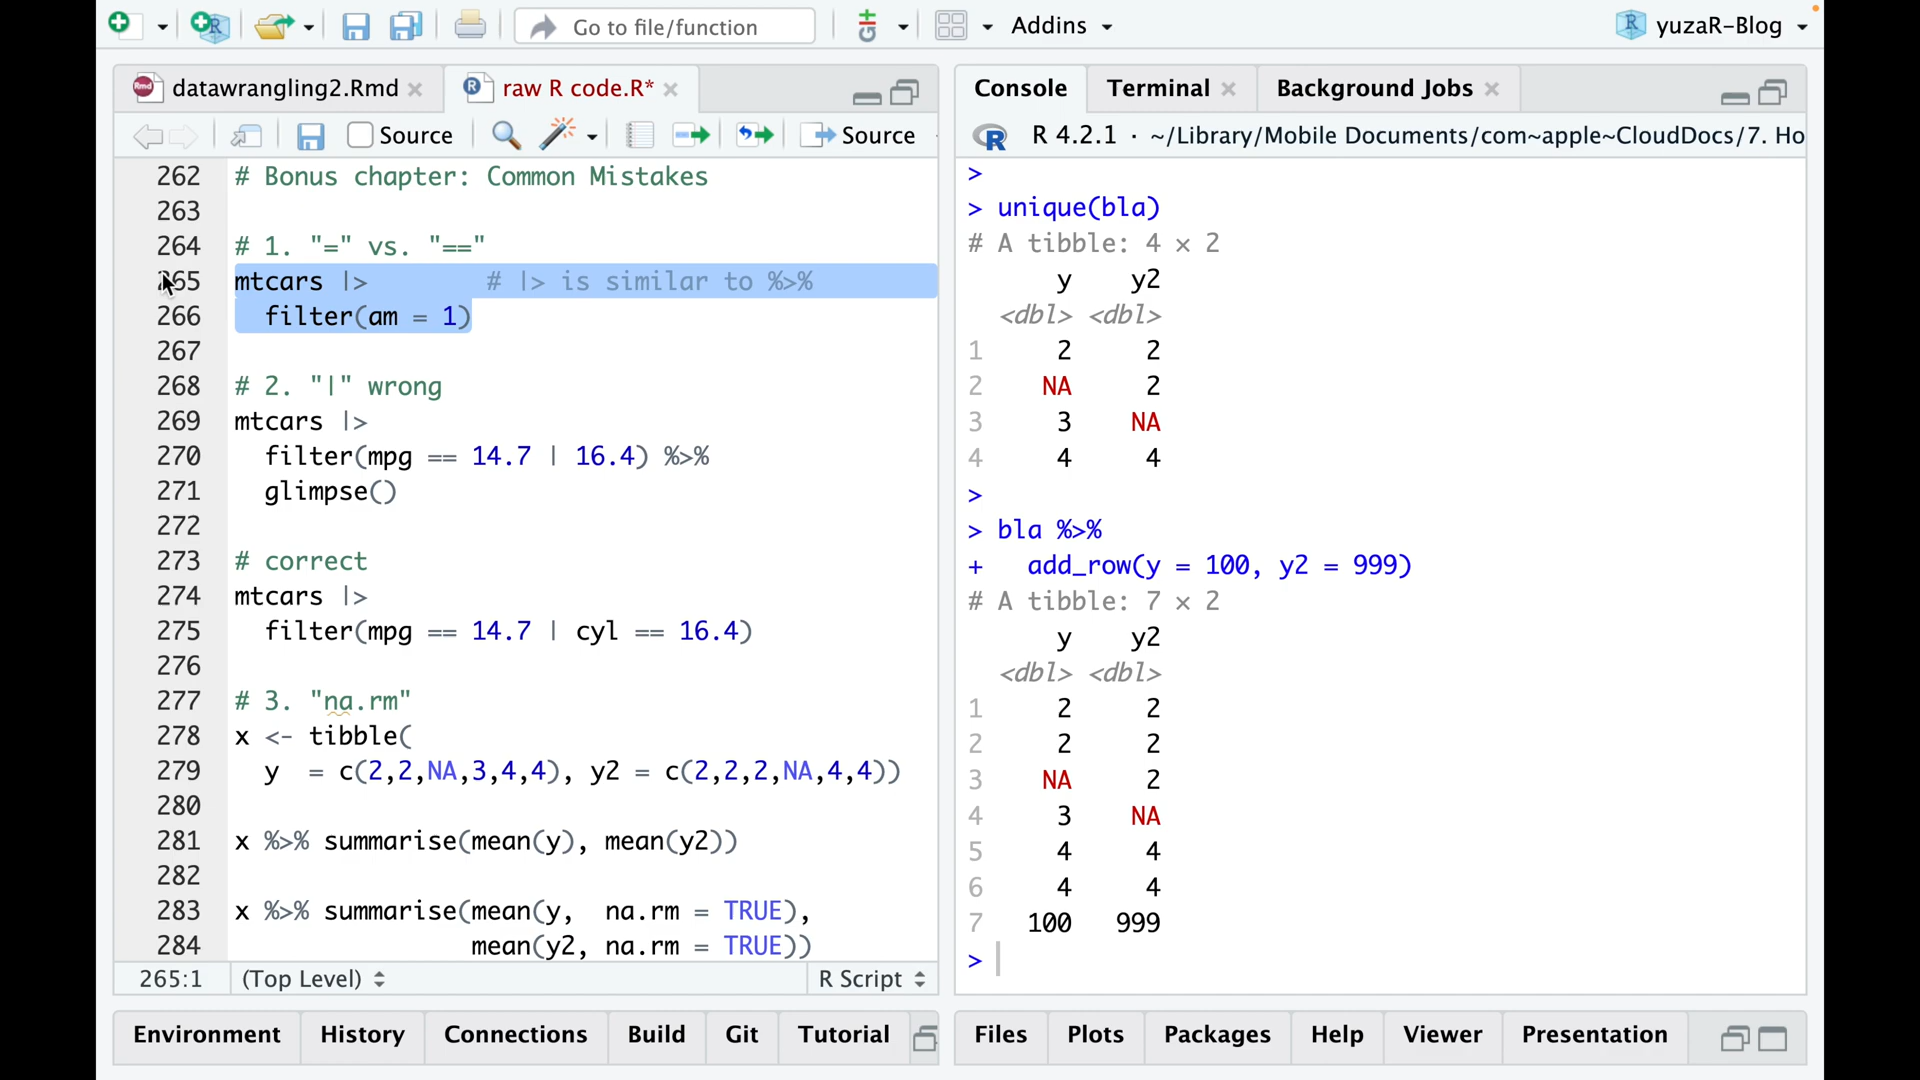 Go to file/function
Git
Addins
yuzaR-Blog
datawrangling2.Rmd
raw R code.R*
Source
Source
262 # Bonus chapter: Common Mistakes
263
264 # 1. "=" vs. "=="
265 mtcars |>        # |> is similar to %>%
266   filter(am = 1)
267
268 # 2. "|" wrong
269 mtcars |>
270   filter(mpg == 14.7 | 16.4) %>%
271   glimpse()
272
273 # correct
274 mtcars |>
275   filter(mpg == 14.7 | cyl == 16.4)
276
277 # 3. "na.rm"
278 x <- tibble(
279   y  = c(2,2,NA,3,4,4), y2 = c(2,2,2,NA,4,4))
280
281 x %>% summarise(mean(y), mean(y2))
282
283 x %>% summarise(mean(y,  na.rm = TRUE),
284                 mean(y2, na.rm = TRUE))
265:1 (Top Level) R Script
Environment History Connections Build Git Tutorial
Console Terminal Background Jobs
R 4.2.1 · ~/Library/Mobile Documents/com~apple~CloudDocs/7. Ho
>
> unique(bla)
# A tibble: 4 × 2
y y2
<dbl> <dbl>
1 2 2
2 NA 2
3 3 NA
4 4 4
>
> bla %>%
+   add_row(y = 100, y2 = 999)
# A tibble: 7 × 2
y y2
<dbl> <dbl>
1 2 2
2 2 2
3 NA 2
4 3 NA
5 4 4
6 4 4
7 100 999
>
Files Plots Packages Help Viewer Presentation